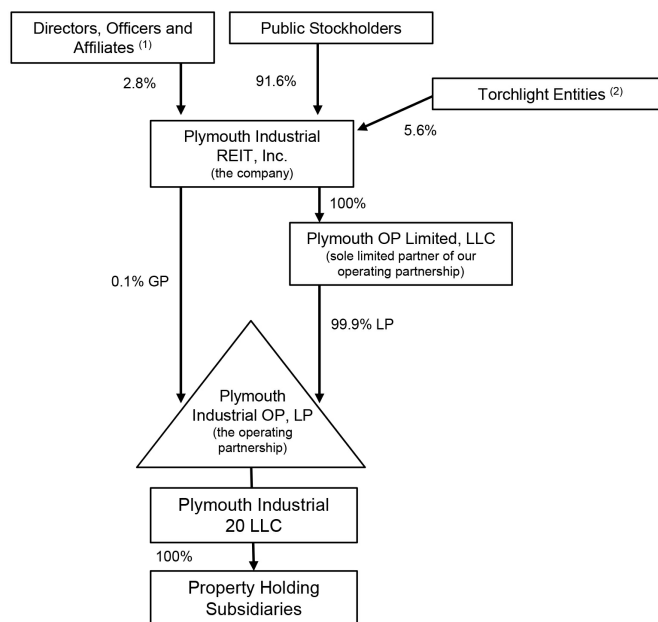 Directors, Officers and
Affiliates (1)
Public Stockholders
2.8%
91.6%
Torchlight Entities (2)
5.6%
Plymouth Industrial
REIT, Inc.
(the company)
100%
Plymouth OP Limited, LLC
(sole limited partner of our
operating partnership)
0.1% GP
99.9% LP
Plymouth
Industrial OP, LP
(the operating
partnership)
Plymouth Industrial
20 LLC
100%
Property Holding
Subsidiaries